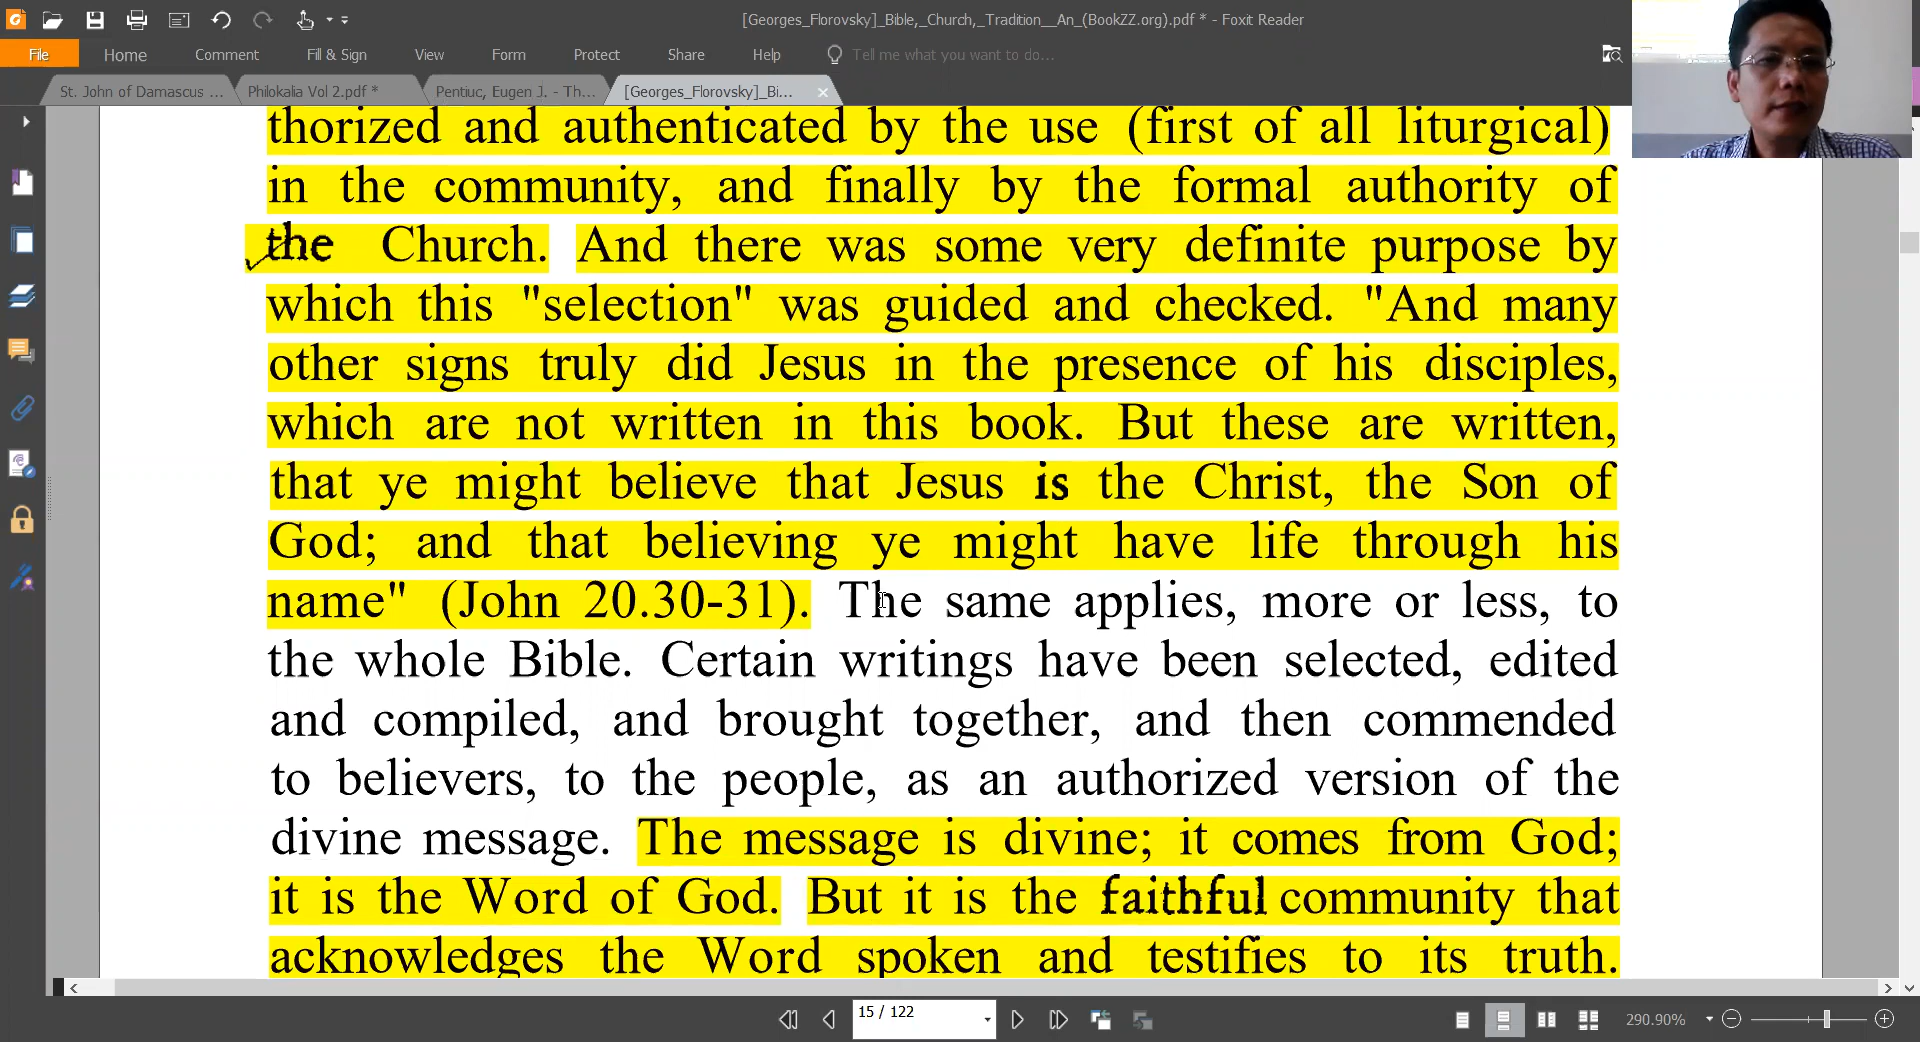 [Georges_Florovsky]_Bible,_Church,_Tradition__An_(BookZZ.org).pdf * - Foxit Reader
File Home Comment Fill & Sign View Form Protect Share Help Tell me what you want to do...
St. John of Damascus ... Philokalia Vol 2.pdf * Pentiuc, Eugen J. - Th... [Georges_Florovsky]_Bi...
thorized and authenticated by the use (first of all liturgical)
in the community, and finally by the formal authority of
the Church. And there was some very definite purpose by
which this "selection" was guided and checked. "And many
other signs truly did Jesus in the presence of his disciples,
which are not written in this book. But these are written,
that ye might believe that Jesus is the Christ, the Son of
God; and that believing ye might have life through his
name" (John 20.30-31). The same applies, more or less, to
the whole Bible. Certain writings have been selected, edited
and compiled, and brought together, and then commended
to believers, to the people, as an authorized version of the
divine message. The message is divine; it comes from God;
it is the Word of God. But it is the faithful community that
acknowledges the Word spoken and testifies to its truth.
15 / 122 290.90%